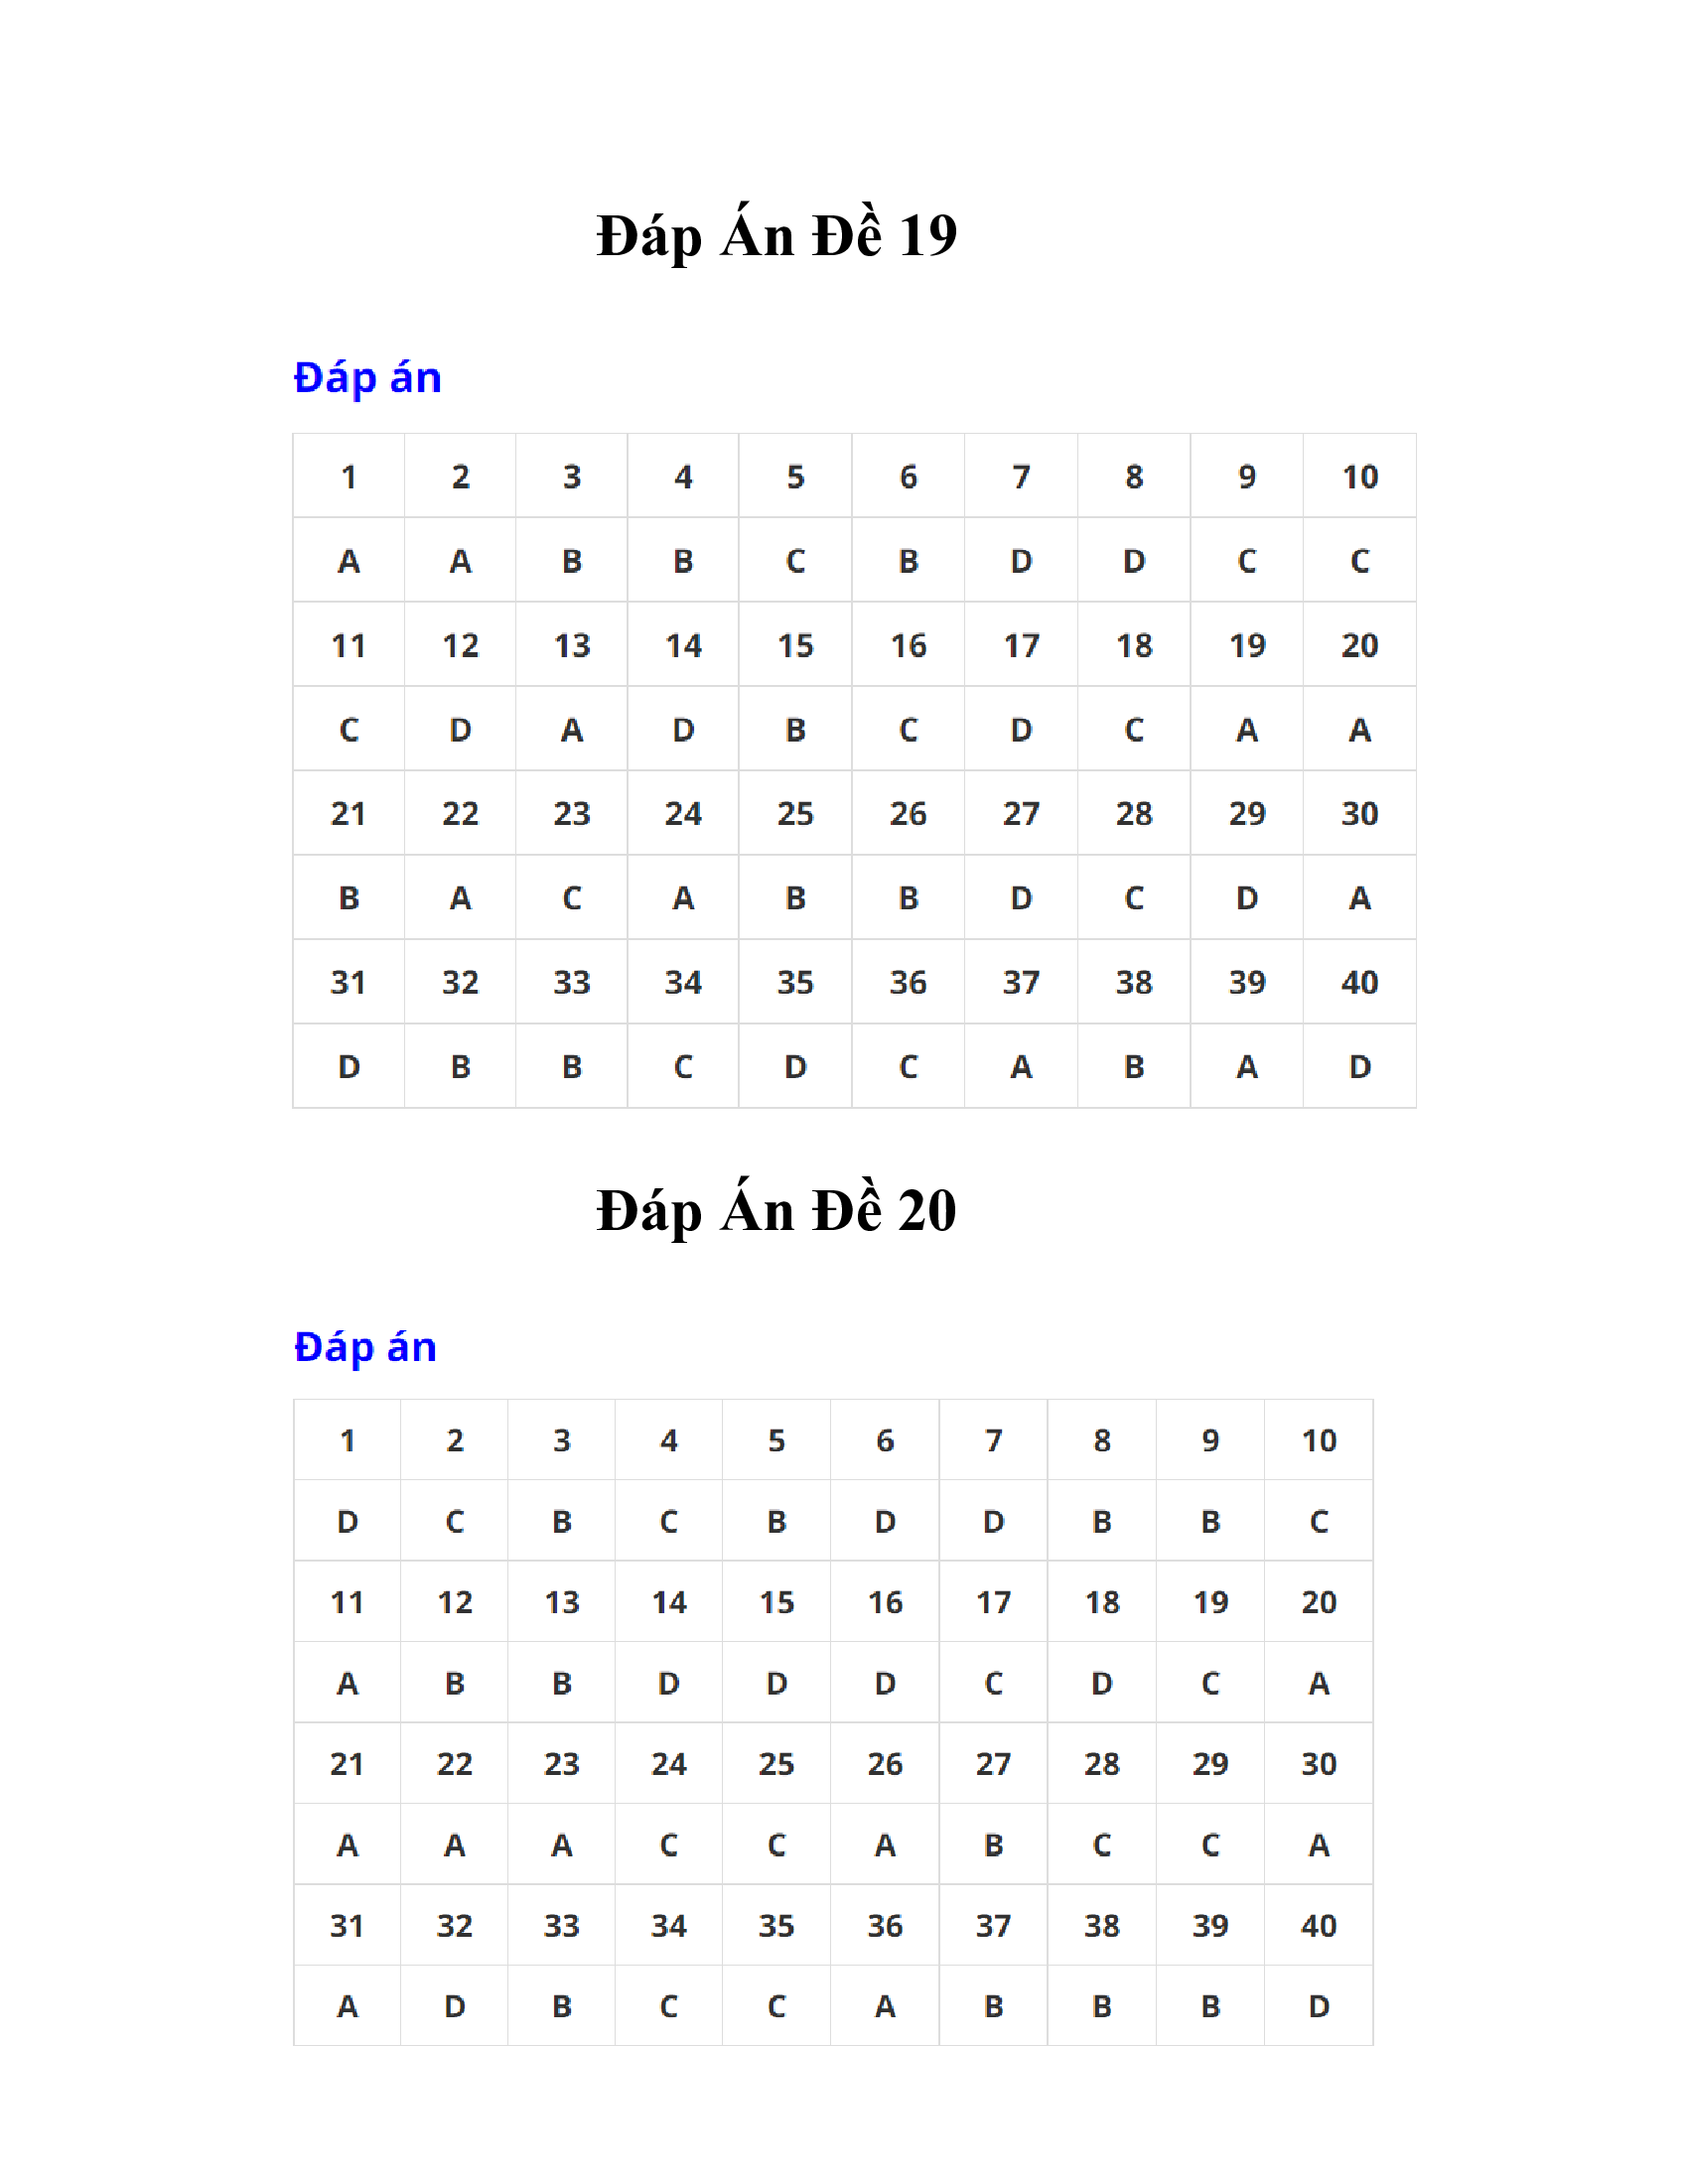 Đáp Án Đề 19
Đáp án
1 2 3 4 5 6 7 8 9 10
A A B B C B D D C C
11 12 13 14 15 16 17 18 19 20
C D A D B C D C A A
21 22 23 24 25 26 27 28 29 30
B A C A B B D C D A
31 32 33 34 35 36 37 38 39 40
D B B C D C A B A D
Đáp Án Đề 20
Đáp án
1 2 3 4 5 6 7 8 9 10
D C B C B D D B B C
11 12 13 14 15 16 17 18 19 20
A B B D D D C D C A
21 22 23 24 25 26 27 28 29 30
A A A C C A B C C A
31 32 33 34 35 36 37 38 39 40
A D B C C A B B B D